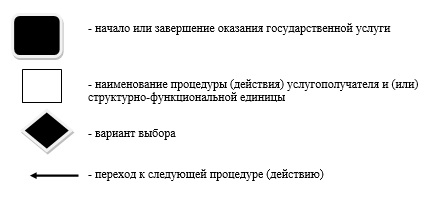 - начало или завершение оказания государственной услуги
- наименование процедуры (действия) услугополучателя и (или)
структурно-функциональной единицы
- вариант выбора
- переход к следующей процедуре (действию)